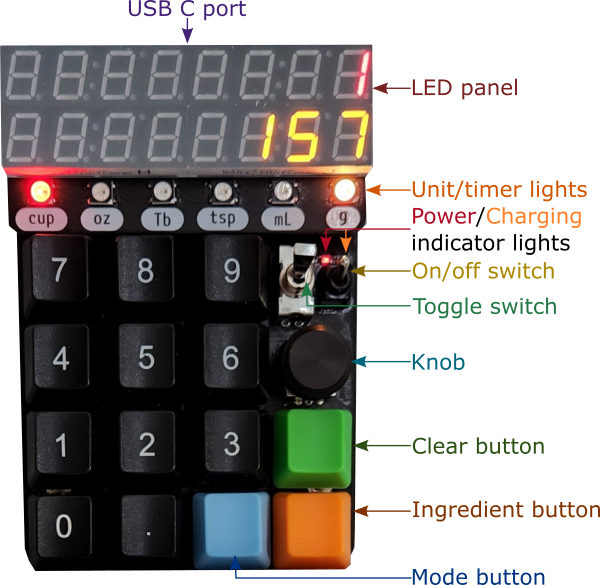 USB C port
1
LED panel
157
Unit/timer lights
cup oz Tb tsp mL g
Power/Charging
indicator lights
On/off switch
7 8 9
Toggle switch
4 5 6
Knob
1 2 3
Clear button
0 .
Ingredient button
Mode button